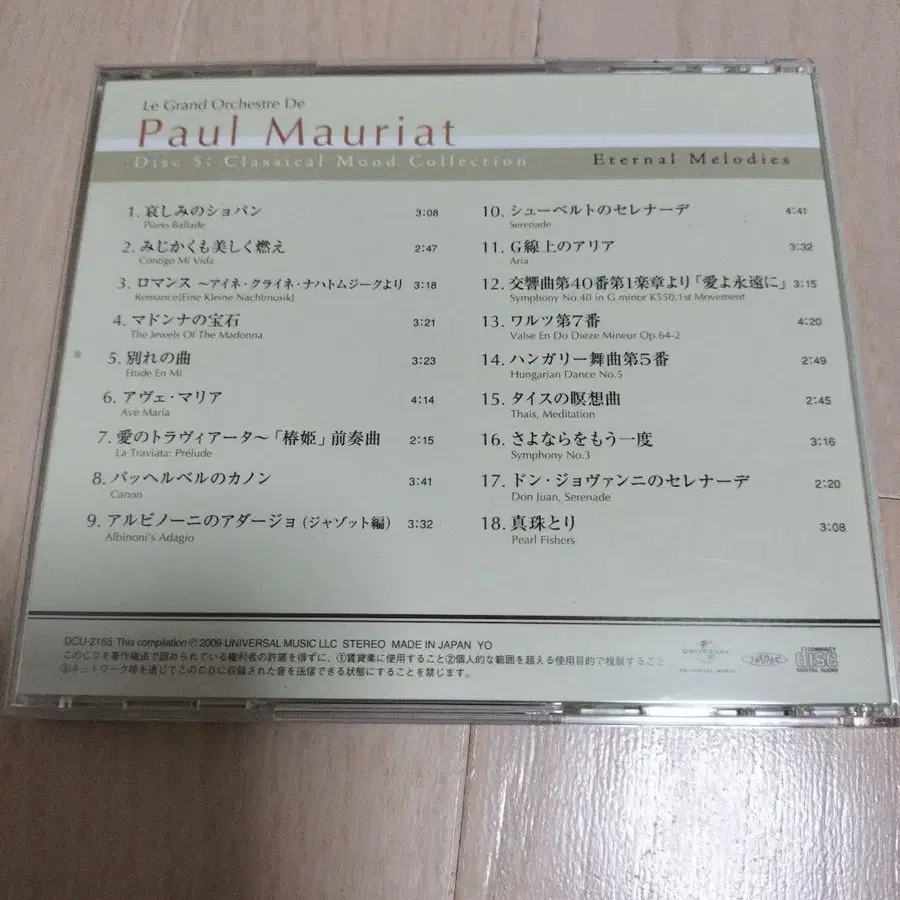 Le Grand Orchestre De
Paul Mauriat
Disc 5: Classical Mood Collection
Eternal Melodies
1. 哀しみのショパン 3:08
Piano Ballade
2. みじかくも美しく燃え 2:47
Contigo Mi Vida
3. ロマンス ～アイネ・クライネ・ナハトムジークより 3:18
Romance[Eine Kleine Nachtmusik]
4. マドンナの宝石 3:21
The Jewels Of The Madonna
5. 別れの曲 3:23
Etude En Mi
6. アヴェ・マリア 4:14
Ave Maria
7. 愛のトラヴィアータ～「椿姫」前奏曲 2:15
La Traviata: Prélude
8. パッヘルベルのカノン 3:41
Canon
9. アルビノーニのアダージョ（ジャゾット編） 3:32
Albinoni's Adagio
10. シューベルトのセレナーデ 4:41
Serenade
11. G線上のアリア 3:32
Aria
12. 交響曲第40番第1楽章より「愛よ永遠に」 3:15
Symphony No.40 in G minor K550,1st Movement
13. ワルツ第7番 4:20
Valse En Do Dieze Mineur Op.64-2
14. ハンガリー舞曲第5番 2:49
Hungarian Dance No.5
15. タイスの瞑想曲 2:45
Thais, Meditation
16. さよならをもう一度 3:16
Symphony No.3
17. ドン・ジョヴァンニのセレナーデ 2:20
Don Juan, Serenade
18. 真珠とり 3:08
Pearl Fishers
DCU-2165 This compilation ℗ 2009 UNIVERSAL MUSIC LLC STEREO MADE IN JAPAN YO
このCDを著作権法で認められている権利者の許諾を得ずに、①賃貸業に使用すること②個人的な範囲を超える使用目的で複製すること
③ネットワーク等を通じてこのCDに収録された音を送信できる状態にすることを禁じます。
UNIVERSAL
UNIVERSAL MUSIC
COMPACT
DISC
DIGITAL AUDIO